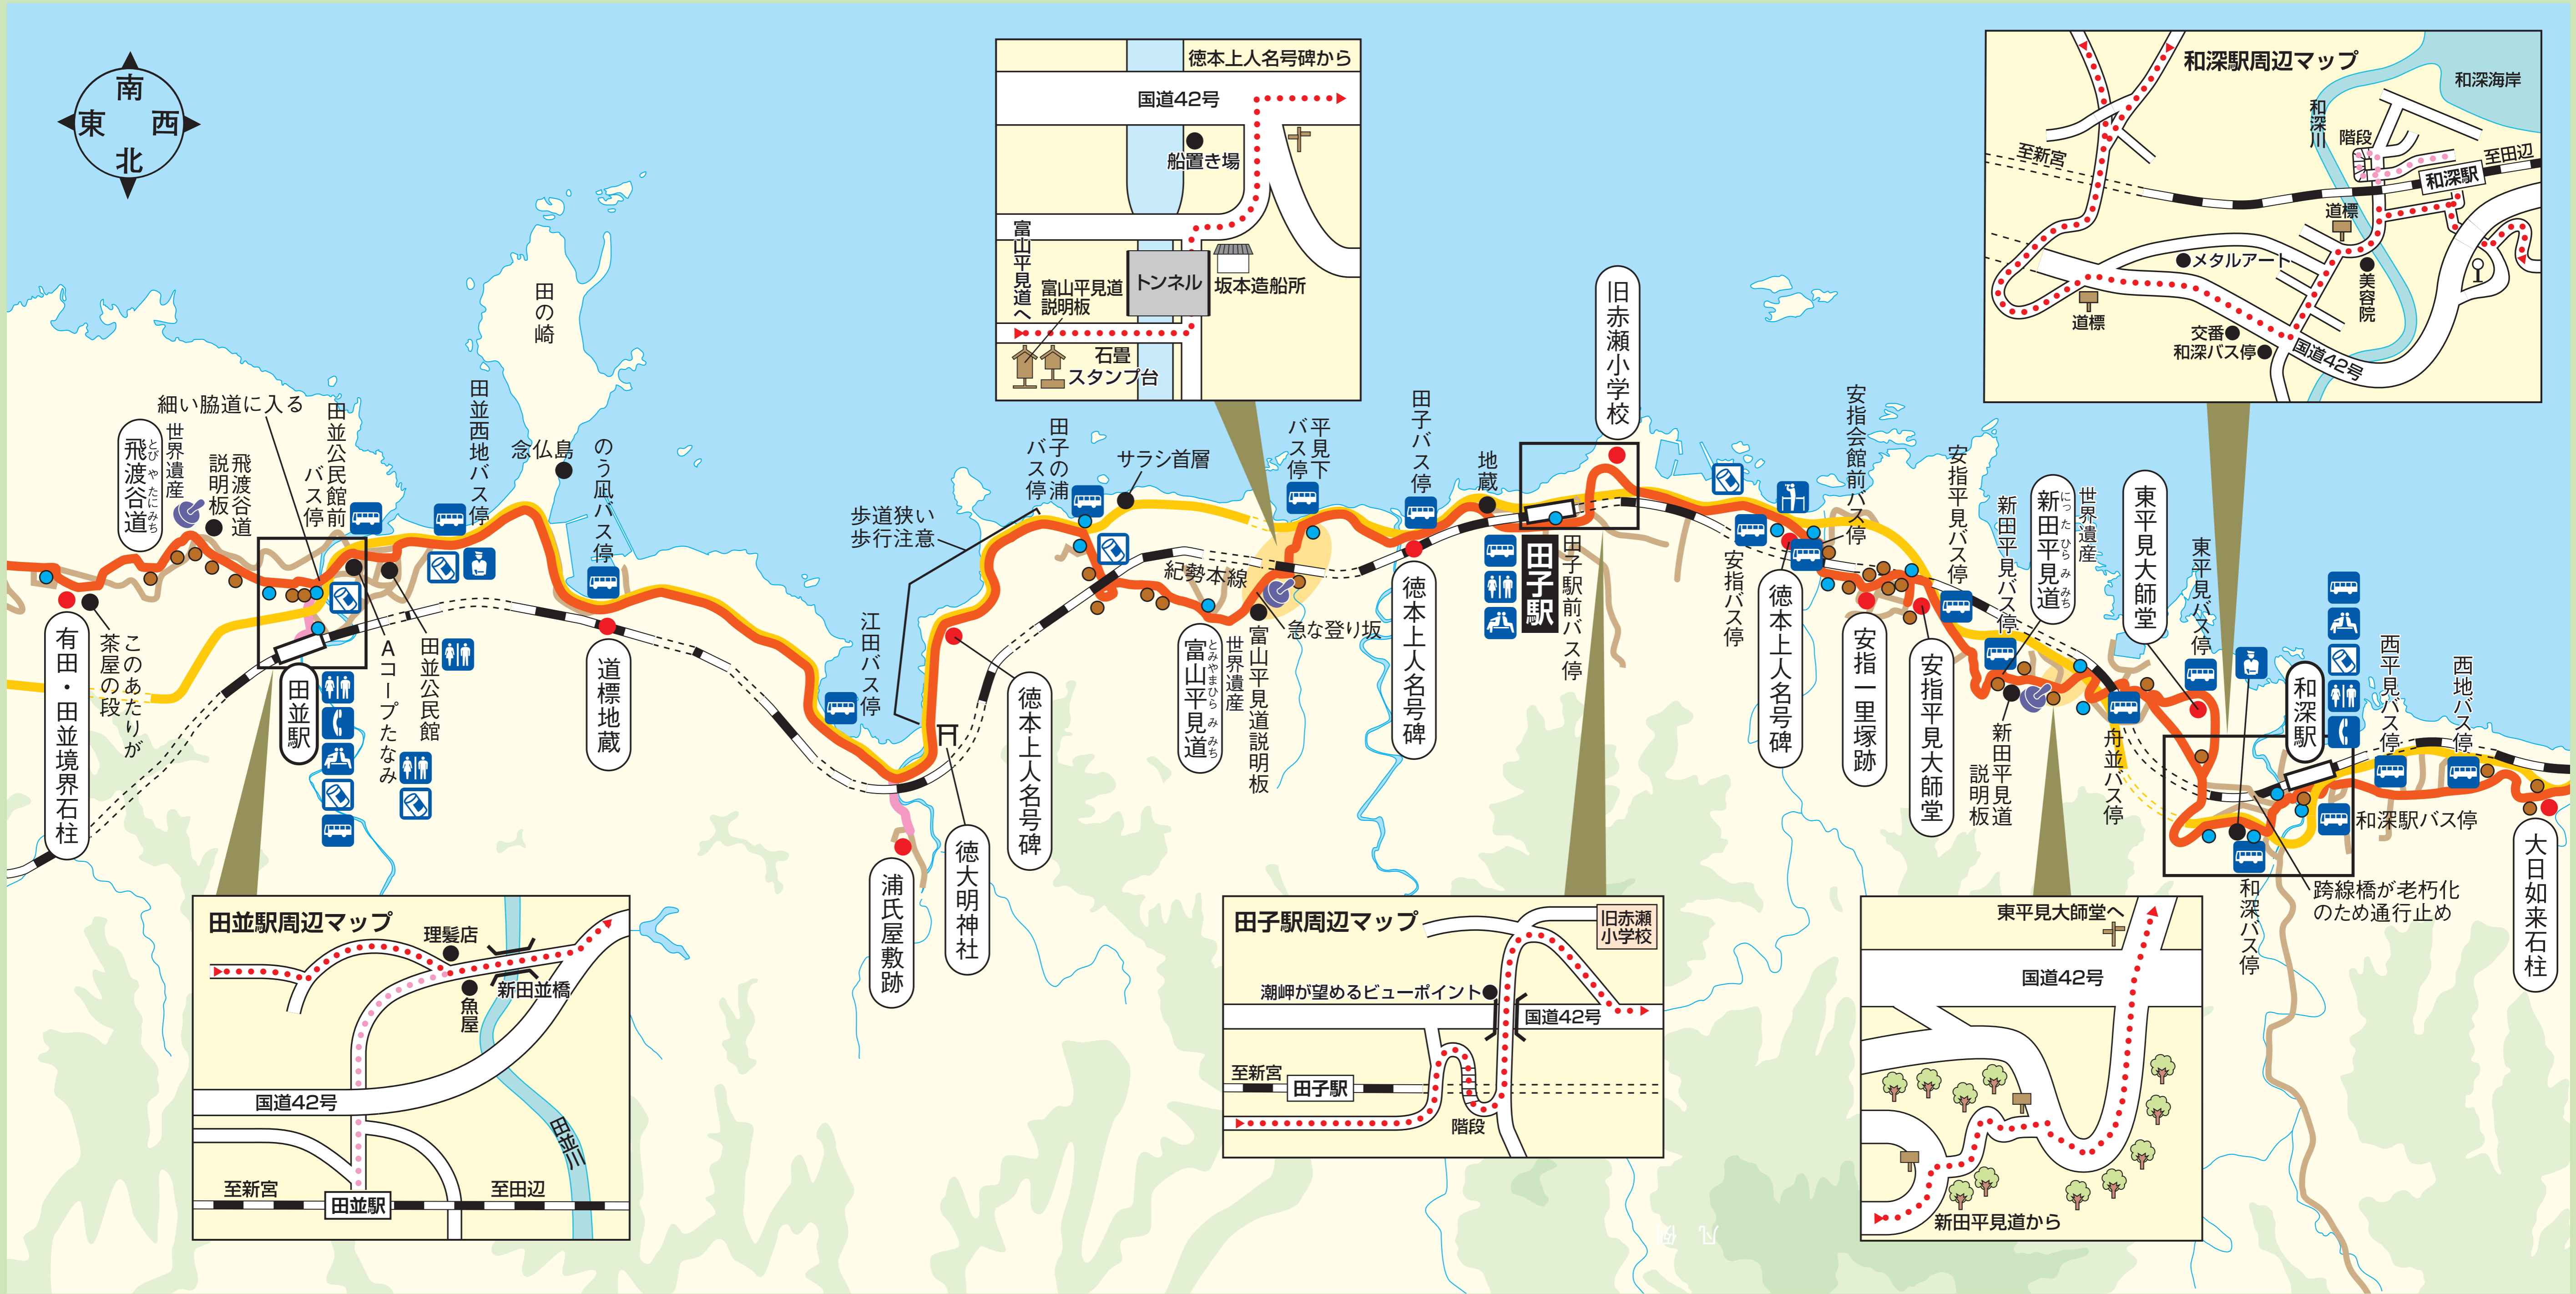 南
東
西
北
徳本上人名号碑から
国道42号
船置き場
富山平見道へ
富山平見道
説明板
トンネル
坂本造船所
石畳
スタンプ台
和深駅周辺マップ
和深海岸
和深川
階段
至新宮
至田辺
和深駅
道標
メタルアート
美容院
道標
交番
和深バス停
国道42号
細い脇道に入る
飛渡谷道
とびやたにみち
世界遺産
飛渡谷道
説明板
田並公民館前
バス停
田並西地バス停
田の崎
念仏島
のう凪バス停
有田・田並境界石柱
このあたりが
茶屋の段
田並駅
Aコープたなみ
田並公民館
道標地蔵
江田バス停
歩道狭い
歩行注意
田子の浦
バス停
サラシ首層
浦氏屋敷跡
徳大明神社
徳本上人名号碑
紀勢本線
富山平見道
とみやまひらみみち
世界遺産
富山平見道説明板
急な登り坂
平見下
バス停
田子バス停
徳本上人名号碑
地蔵
旧赤瀬小学校
田子駅
田子駅前バス停
安指バス停
徳本上人名号碑
安指会館前バス停
安指一里塚跡
安指平見大師堂
安指平見バス停
新田平見バス停
新田平見道
にったひらみみち
世界遺産
新田平見道
説明板
東平見大師堂
東平見バス停
舟並バス停
和深駅
西平見バス停
西地バス停
和深駅バス停
和深バス停
跨線橋が老朽化
のため通行止め
大日如来石柱
田並駅周辺マップ
理髪店
新田並橋
魚屋
国道42号
田並川
至新宮
田並駅
至田辺
田子駅周辺マップ
旧赤瀬
小学校
潮岬が望めるビューポイント
国道42号
至新宮
田子駅
階段
東平見大師堂へ
国道42号
新田平見道から
凡例